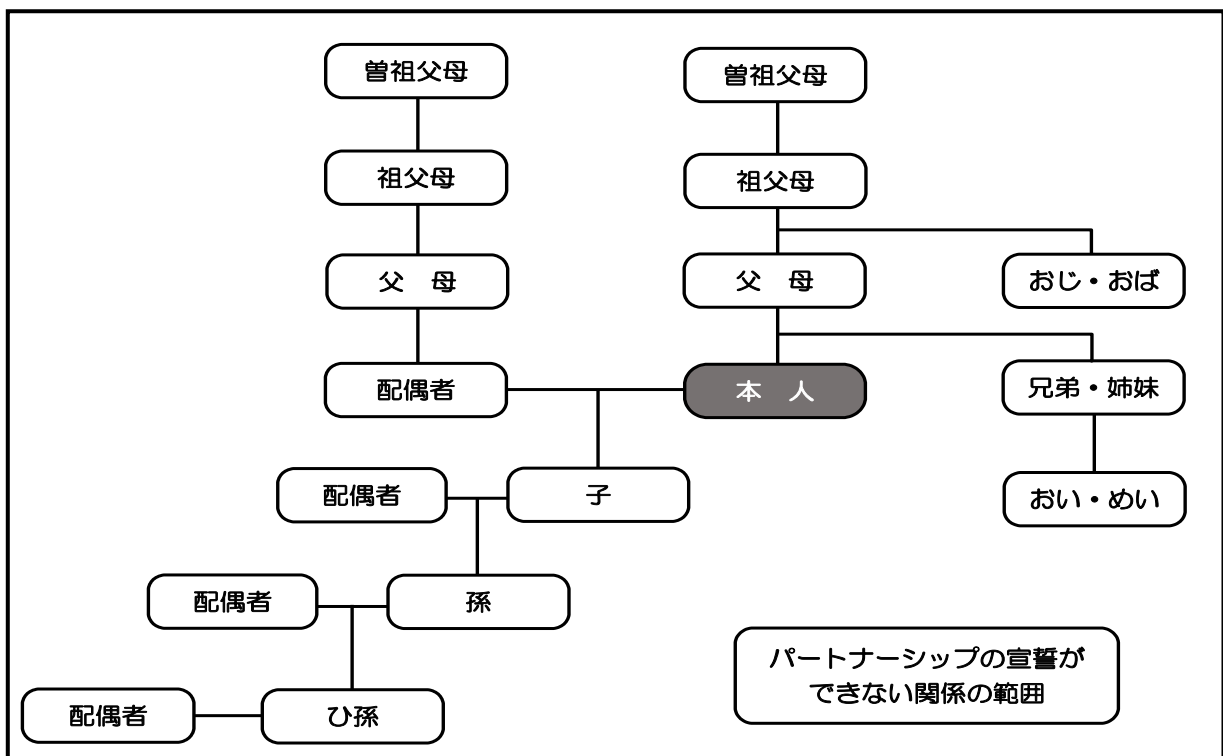 曽祖父母
曽祖父母
祖父母
祖父母
父　母
父　母
おじ・おば
配偶者
本　人
兄弟・姉妹
配偶者
子
おい・めい
配偶者
孫
パートナーシップの宣誓が
できない関係の範囲
配偶者
ひ孫